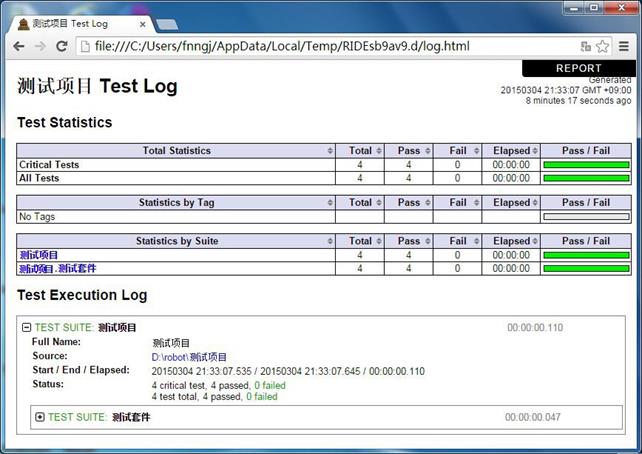 测试项目 Test Log
file:///C:/Users/fnngj/AppData/Local/Temp/RIDEsb9av9.d/log.html
REPORT
测试项目 Test Log
Generated
20150304 21:33:07 GMT +09:00
8 minutes 17 seconds ago
Test Statistics
Total Statistics Total Pass Fail Elapsed Pass / Fail
Critical Tests 4 4 0 00:00:00
All Tests 4 4 0 00:00:00
Statistics by Tag Total Pass Fail Elapsed Pass / Fail
No Tags
Statistics by Suite Total Pass Fail Elapsed Pass / Fail
测试项目 4 4 0 00:00:00
测试项目.测试套件 4 4 0 00:00:00
Test Execution Log
TEST SUITE: 测试项目 00:00:00.110
Full Name: 测试项目
Source: D:\robot\测试项目
Start / End / Elapsed: 20150304 21:33:07.535 / 20150304 21:33:07.645 / 00:00:00.110
Status: 4 critical test, 4 passed, 0 failed
4 test total, 4 passed, 0 failed
TEST SUITE: 测试套件 00:00:00.047